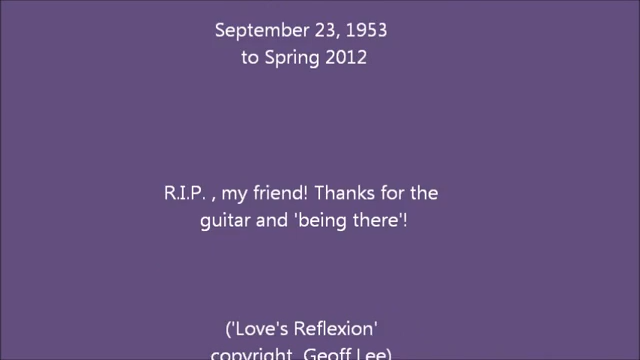 September 23, 1953
to Spring 2012
R.I.P. , my friend! Thanks for the
guitar and 'being there'!
('Love's Reflexion'
copyright Geoff Lee)